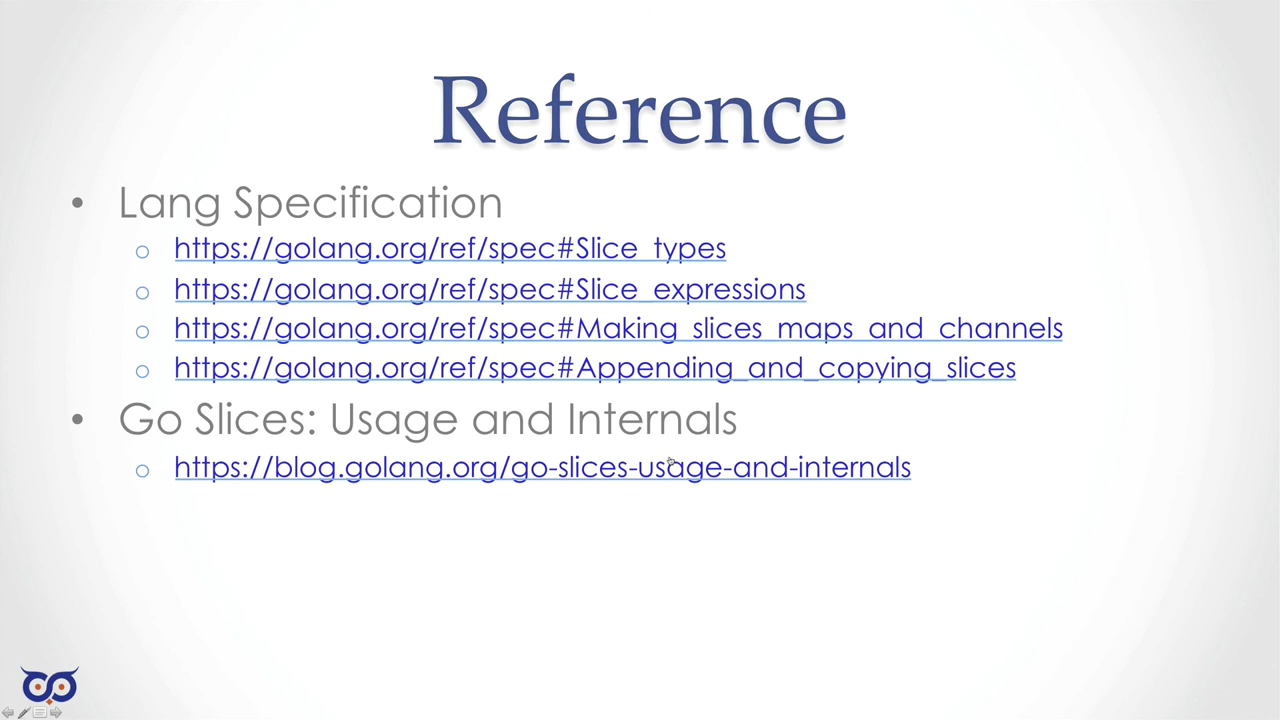 Reference
• Lang Specification
o https://golang.org/ref/spec#Slice_types
o https://golang.org/ref/spec#Slice_expressions
o https://golang.org/ref/spec#Making_slices_maps_and_channels
o https://golang.org/ref/spec#Appending_and_copying_slices
• Go Slices: Usage and Internals
o https://blog.golang.org/go-slices-usage-and-internals